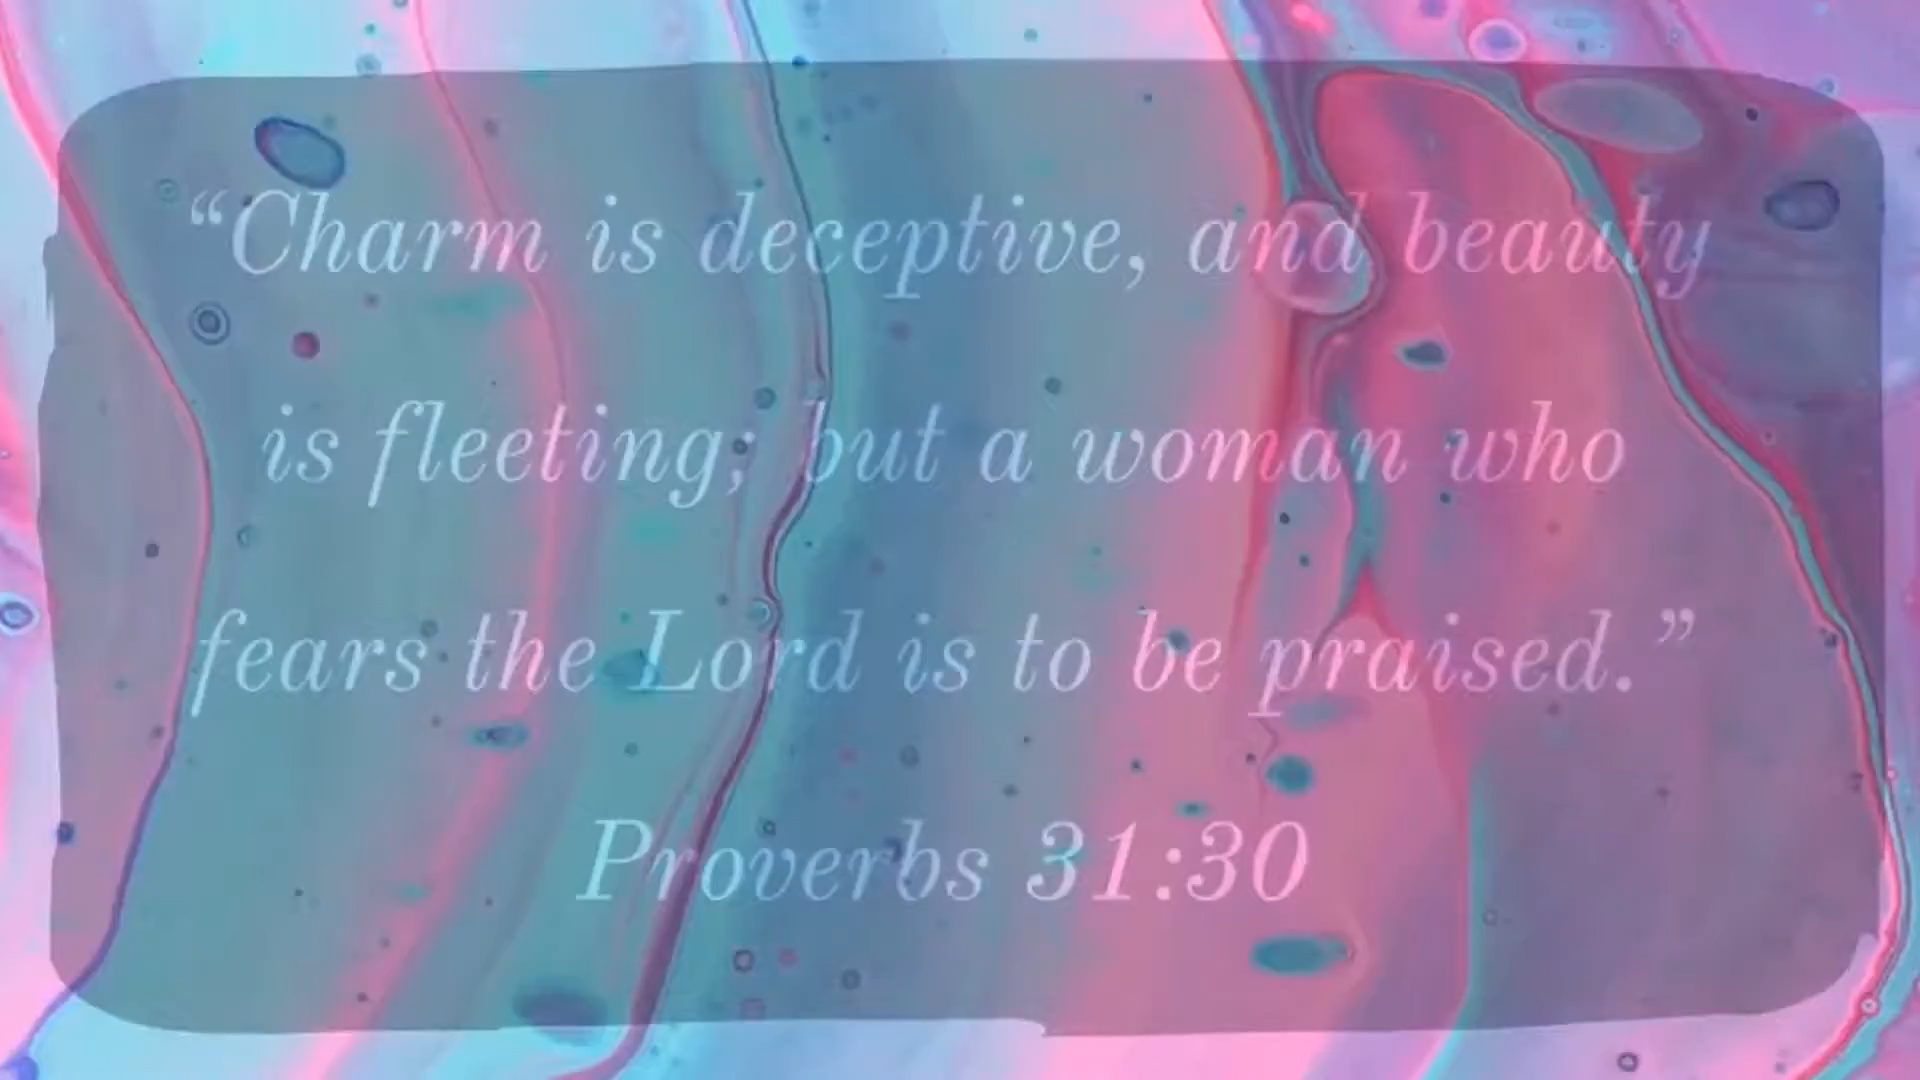 “Charm is deceptive, and beauty
is fleeting; but a woman who
fears the Lord is to be praised.”
Proverbs 31:30